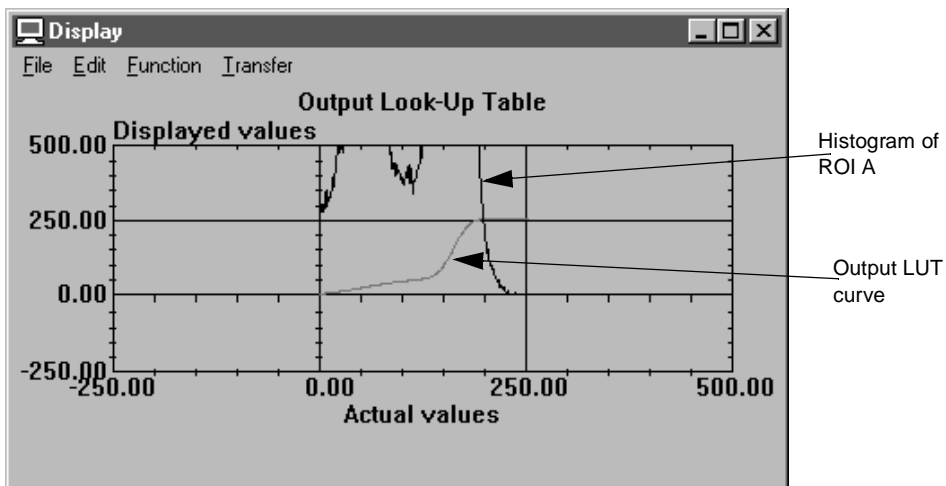 Display
File Edit Function Transfer
Output Look-Up Table
Displayed values
500.00
250.00
0.00
-250.00
-250.00 0.00 250.00 500.00
Actual values
Histogram of
ROI A
Output LUT
curve